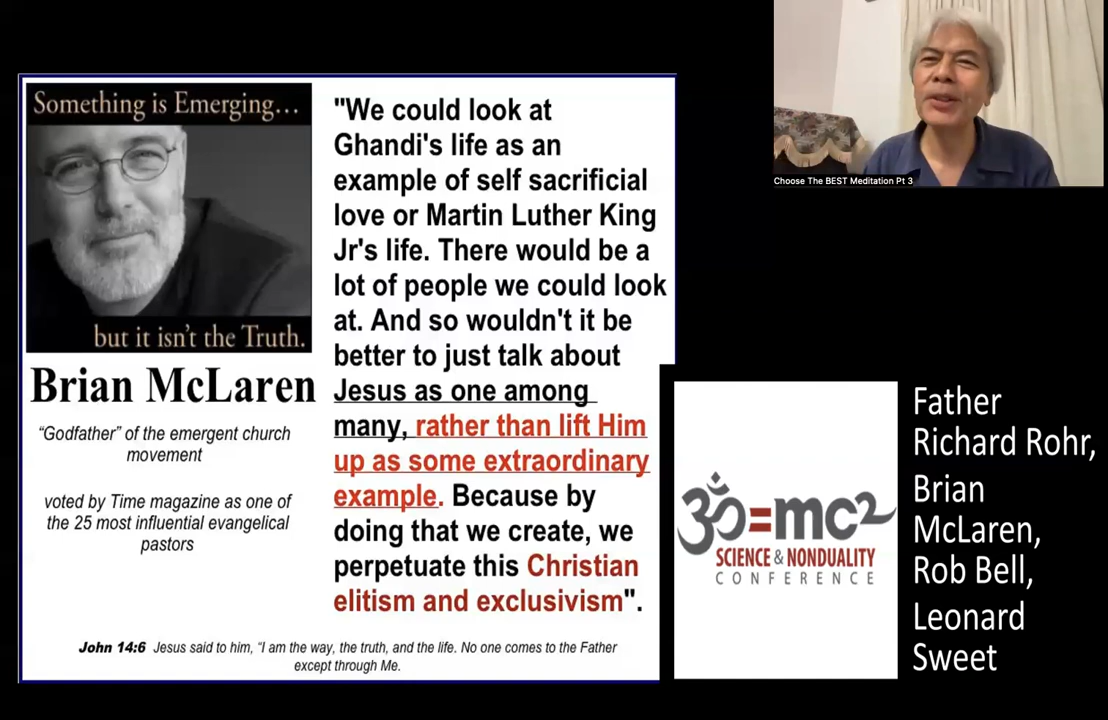 Something is Emerging...
but it isn't the Truth.
Brian McLaren
“Godfather” of the emergent church
movement
voted by Time magazine as one of
the 25 most influential evangelical
pastors
"We could look at
Ghandi's life as an
example of self sacrificial
love or Martin Luther King
Jr's life. There would be a
lot of people we could look
at. And so wouldn't it be
better to just talk about
Jesus as one among
many, rather than lift Him
up as some extraordinary
example. Because by
doing that we create, we
perpetuate this Christian
elitism and exclusivism".
John 14:6 Jesus said to him, “I am the way, the truth, and the life. No one comes to the Father
except through Me.
Choose The BEST Meditation Pt 3
ॐ=mc2
SCIENCE & NONDUALITY
CONFERENCE
Father
Richard Rohr,
Brian
McLaren,
Rob Bell,
Leonard
Sweet